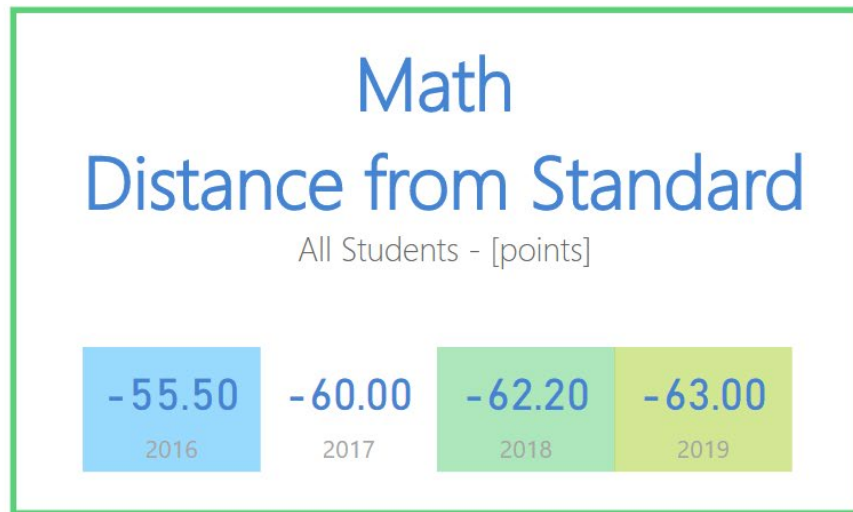 Math
Distance from Standard
All Students - [points]
-55.50 -60.00 -62.20 -63.00
2016 2017 2018 2019